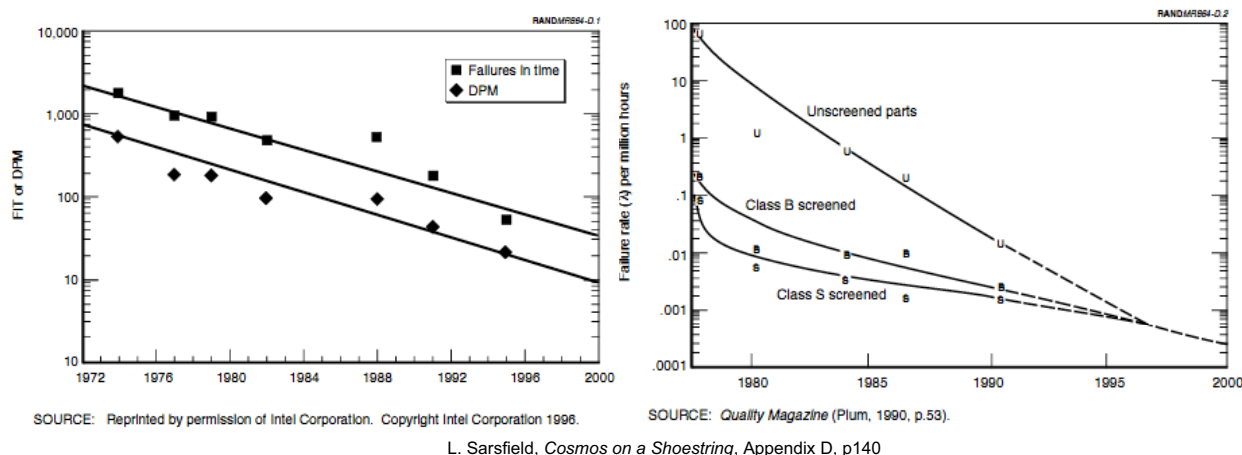 RANDMR864-D.1
10,000
1,000
100
10
10
FIT or DPM
Failures in time
DPM
1972 1976 1980 1984 1988 1992 1996 2000
SOURCE: Reprinted by permission of Intel Corporation. Copyright Intel Corporation 1996.
RANDMR864-D.2
100
10
1
.1
.01
.001
.0001
Failure rate (λ) per million hours
U
Unscreened parts
U
U
U
B
Class B screened
S
B
B
B
U
S
S
Class S screened
S
B
S
1980 1985 1990 1995 2000
SOURCE: Quality Magazine (Plum, 1990, p.53).
L. Sarsfield, Cosmos on a Shoestring, Appendix D, p140